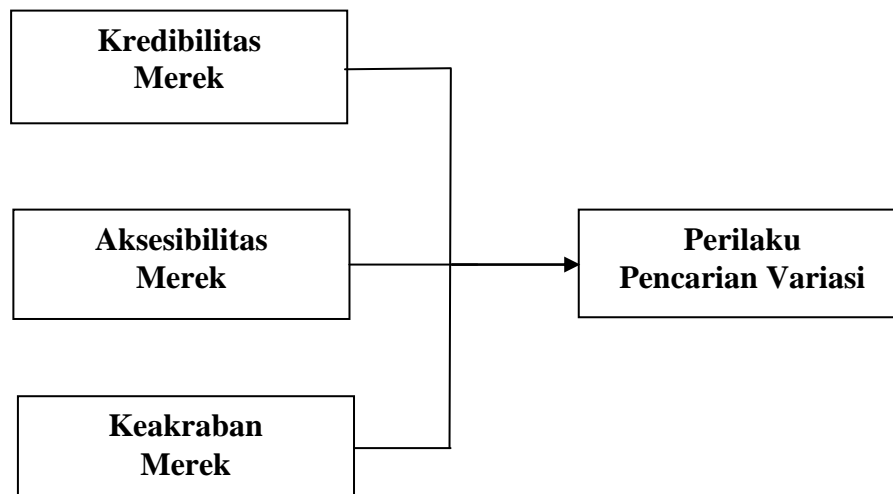 Kredibilitas
Merek
Aksesibilitas
Merek
Perilaku
Pencarian Variasi
Keakraban
Merek